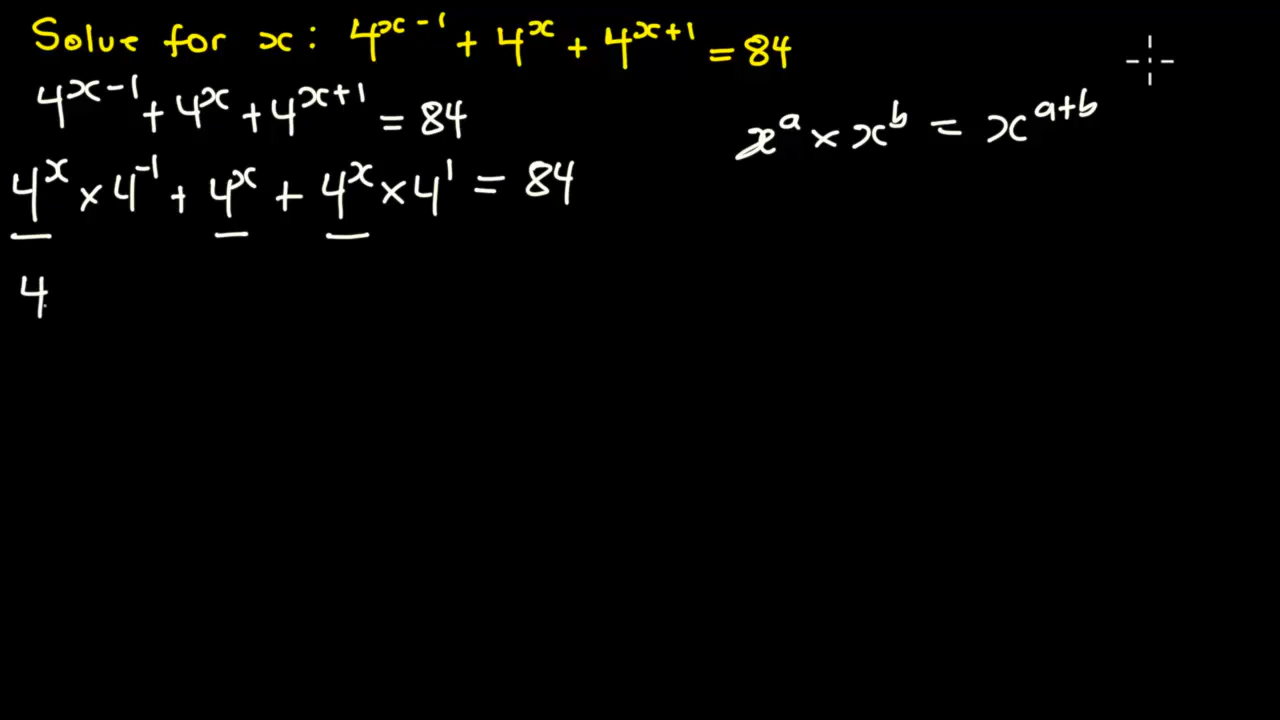 Solve for x: 4^{x-1} + 4^x + 4^{x+1} = 84
4^{x-1} + 4^x + 4^{x+1} = 84
x^a × x^b = x^{a+b}
4^x × 4^{-1} + 4^x + 4^x × 4^1 = 84
4